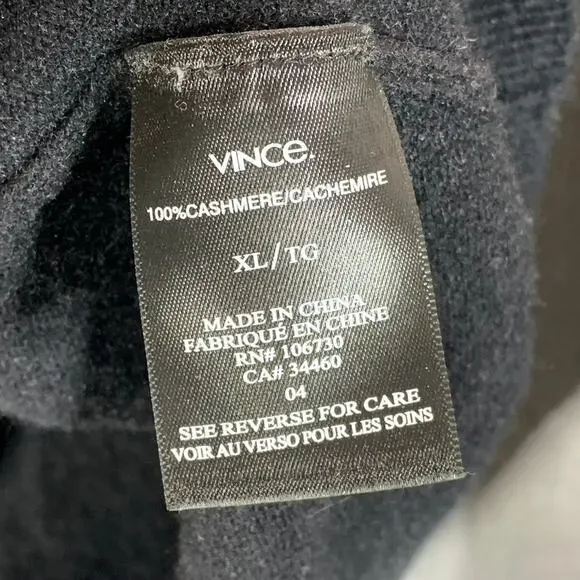 VINCe.
100%CASHMERE/CACHEMIRE
XL/TG
MADE IN CHINA
FABRIQUÉ EN CHINE
RN# 106730
CA# 34460
04
SEE REVERSE FOR CARE
VOIR AU VERSO POUR LES SOINS